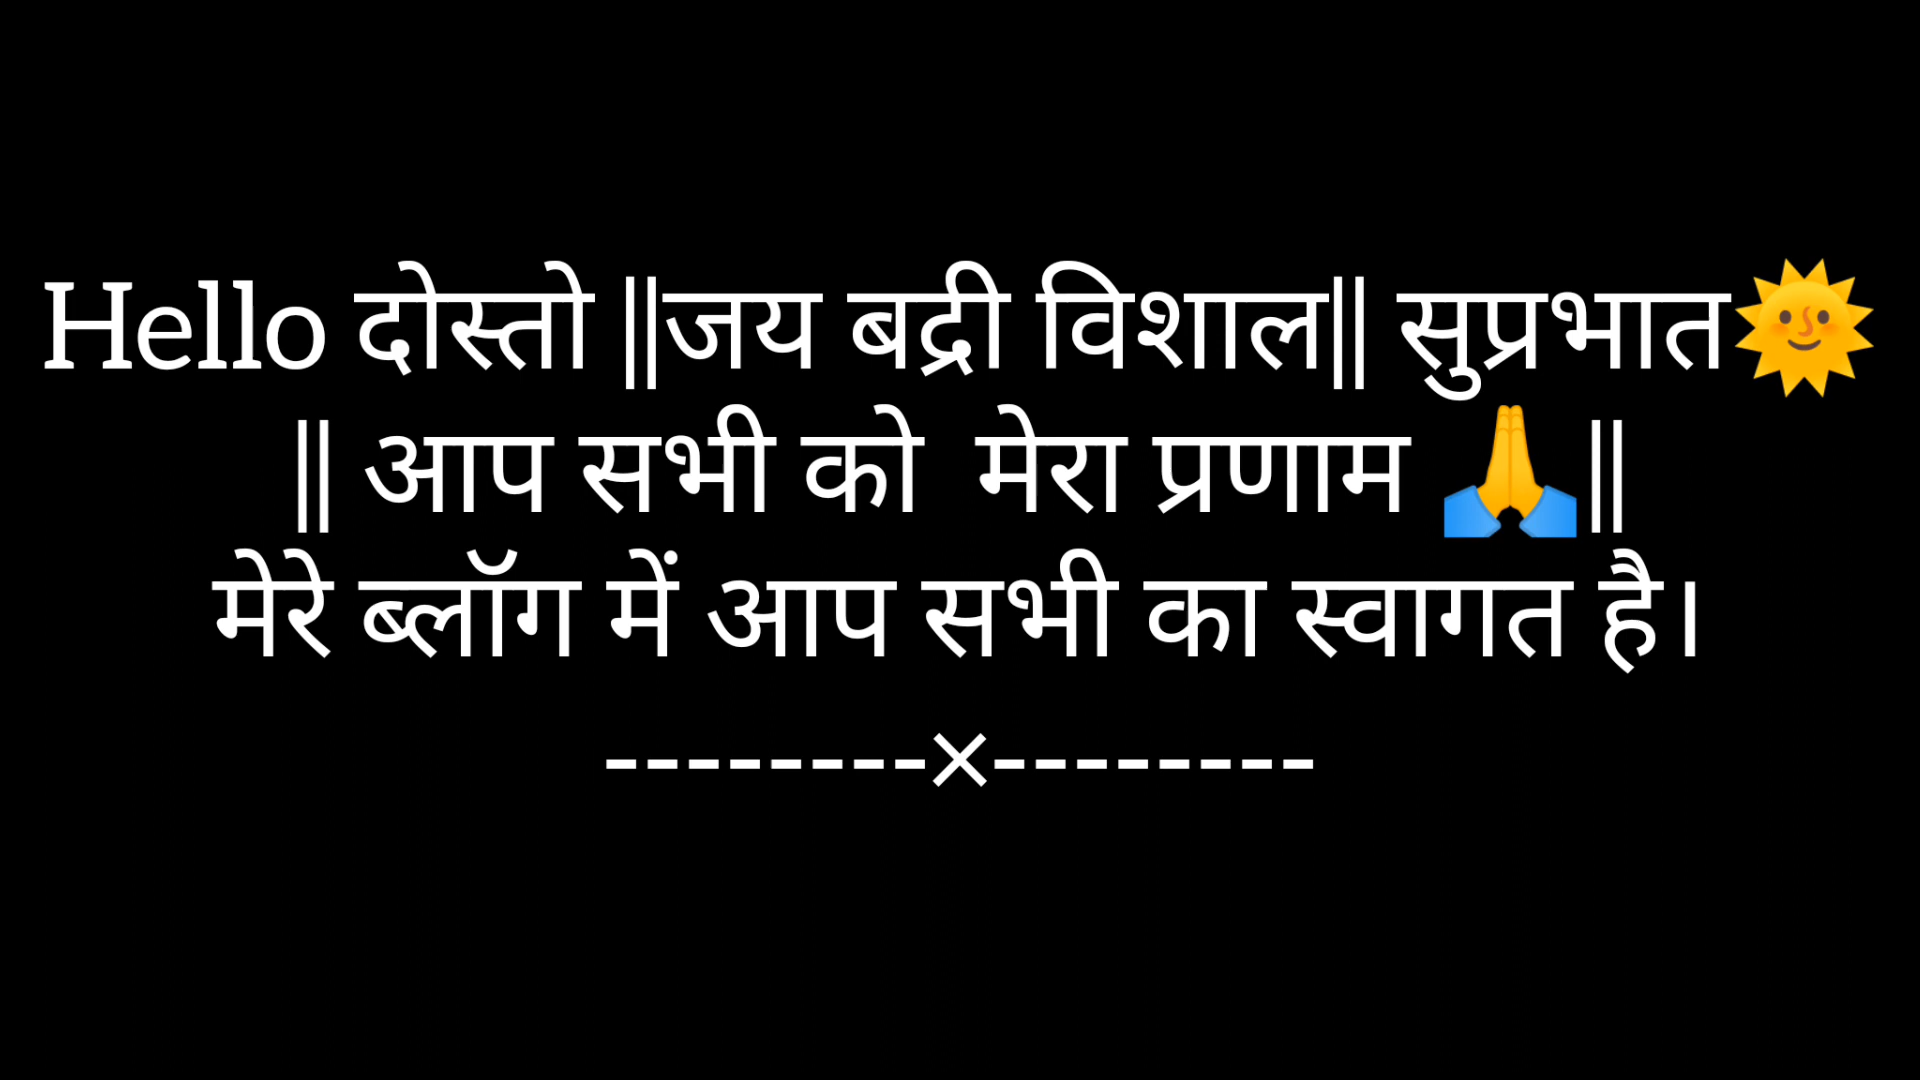 Hello दोस्तो ||जय बद्री विशाल|| सुप्रभात🌞
|| आप सभी को  मेरा प्रणाम 🙏||
मेरे ब्लॉग में आप सभी का स्वागत है।
--------×--------